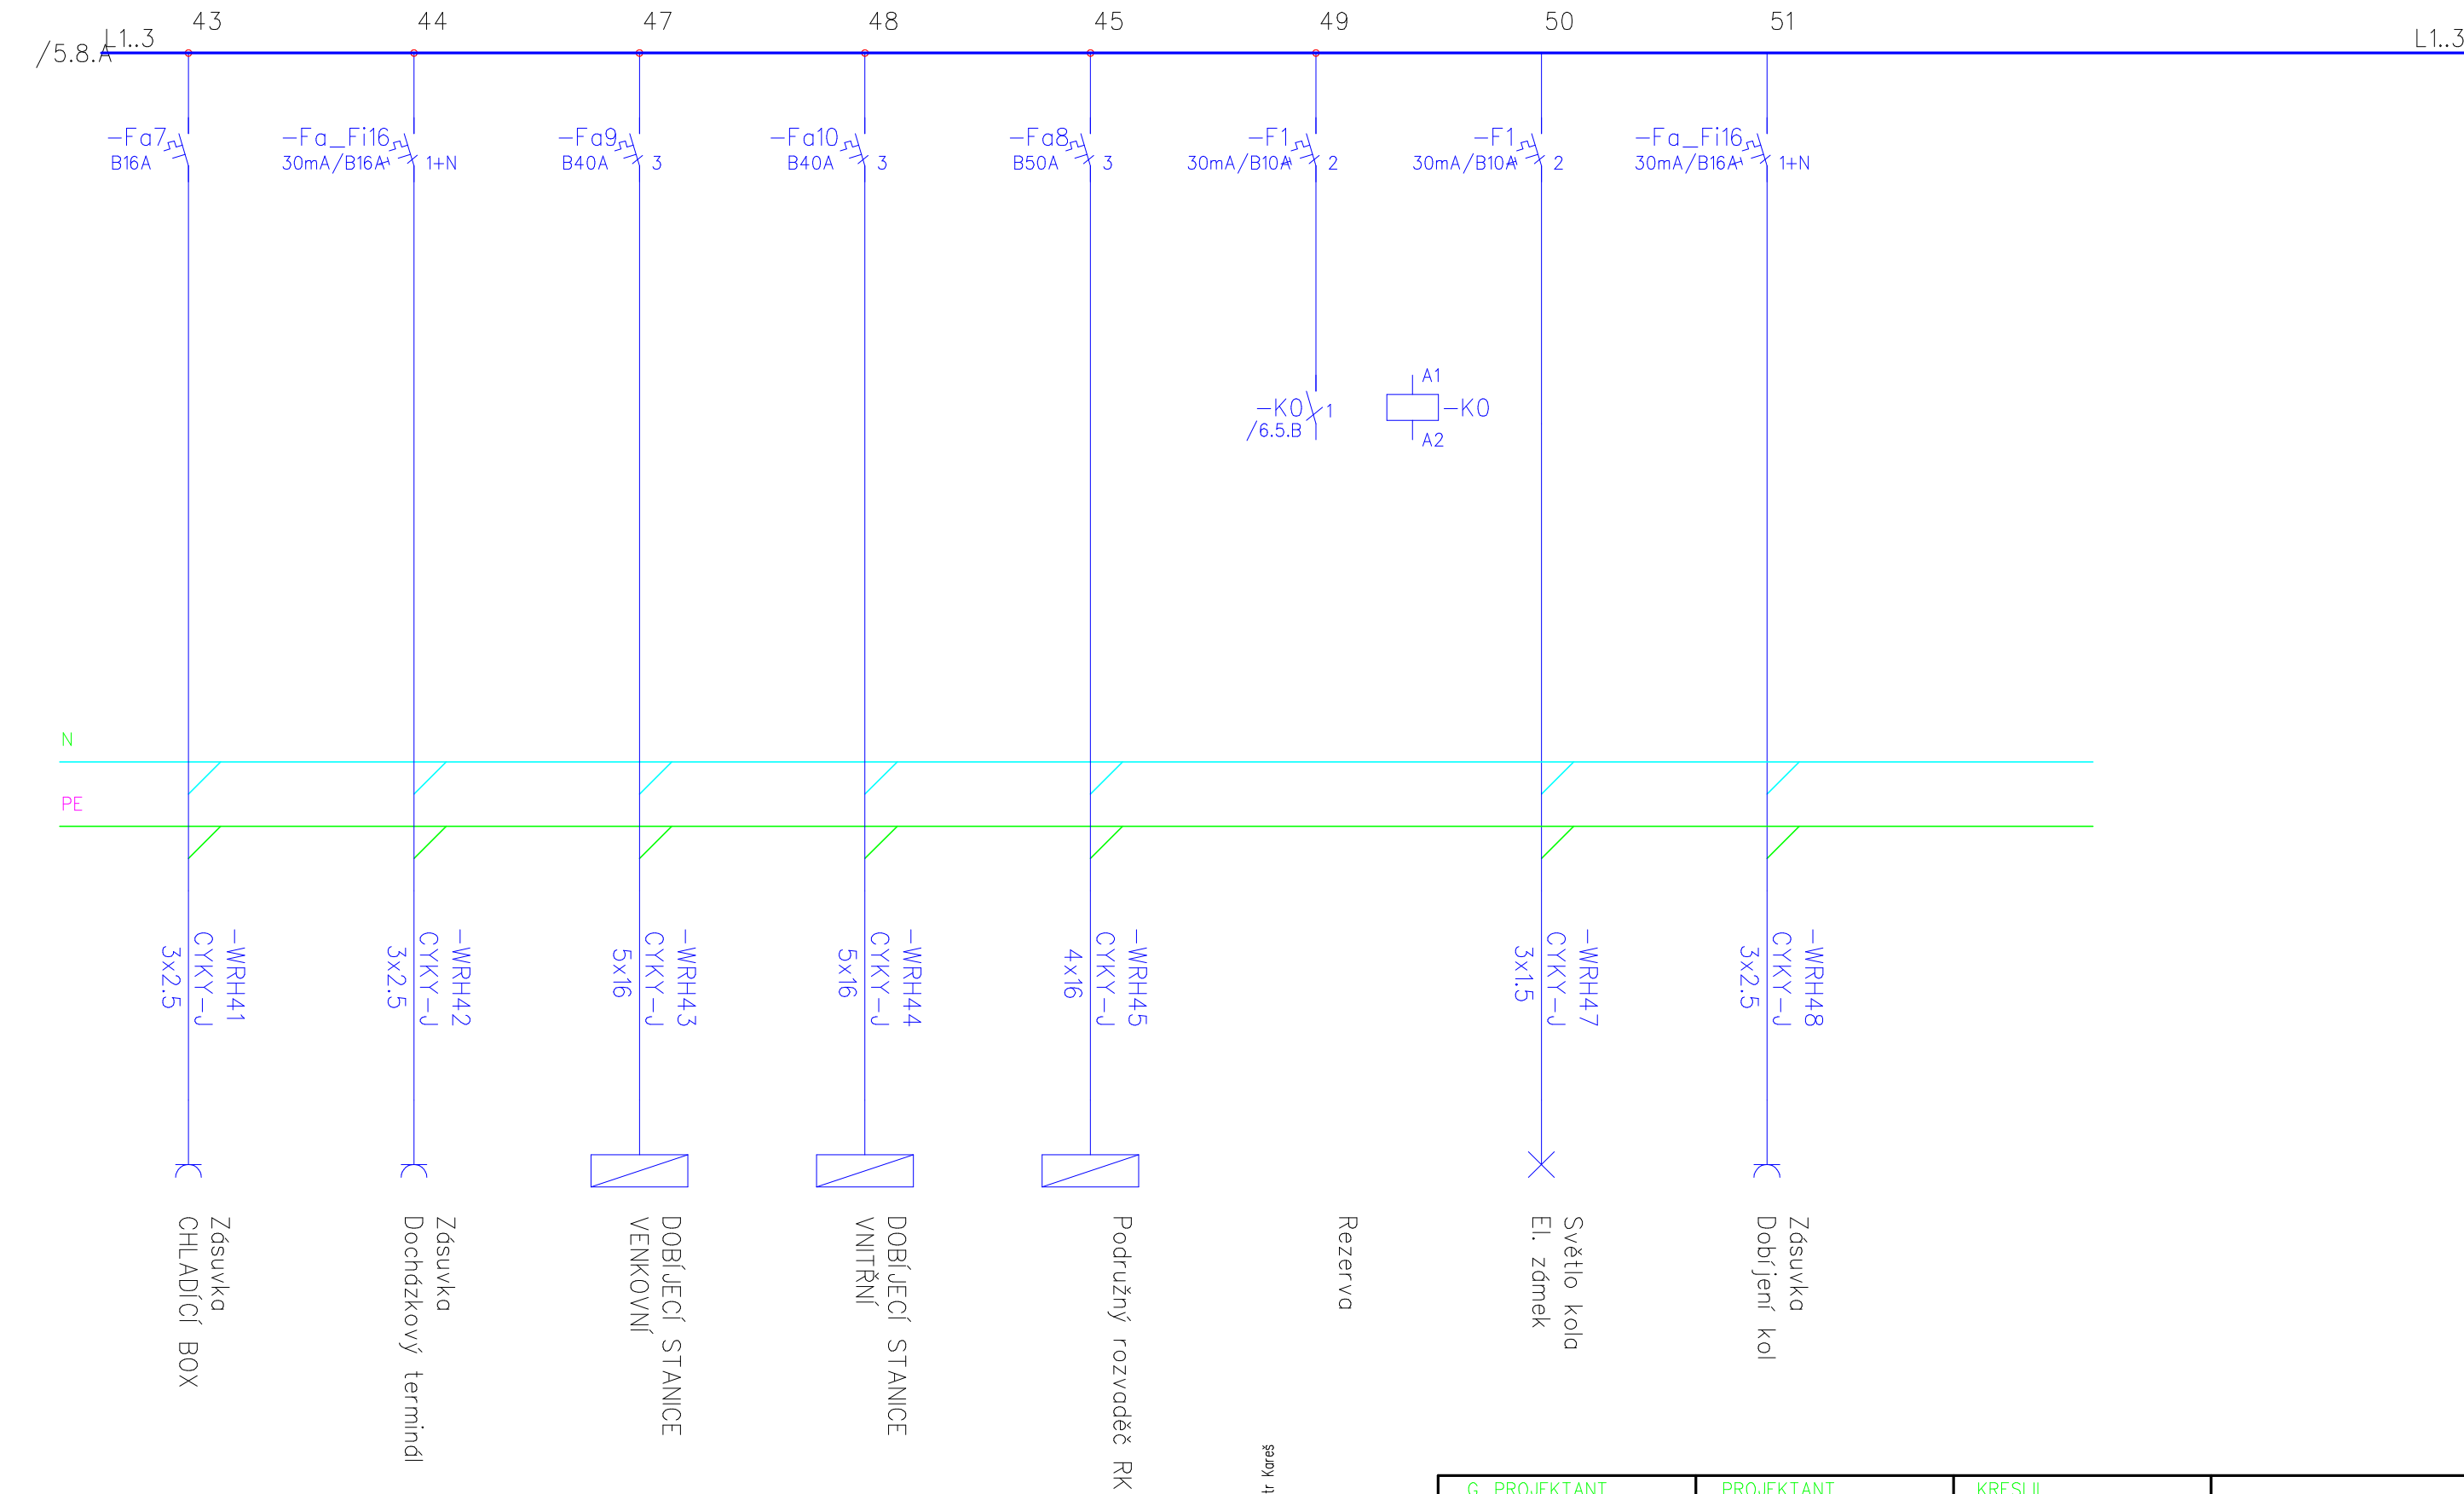 43 44 47 48 45 49 50 51
L1..3 L1..3
/5.8.A
-Fa7 -Fa_Fi16 -Fa9 -Fa10 -Fa8 -F1 -F1 -Fa_Fi16
B16A 30mA/B16A 1+N B40A 3 B40A 3 B50A 3 30mA/B10A 2 30mA/B10A 2 30mA/B16A 1+N
A1
-K0 1 -K0
/6.5.B
A2
N
PE
-WRH41
CYKY-J
3x2.5
-WRH42
CYKY-J
3x2.5
-WRH43
CYKY-J
5x16
-WRH44
CYKY-J
5x16
-WRH45
CYKY-J
4x16
-WRH47
CYKY-J
3x1.5
-WRH48
CYKY-J
3x2.5
Zásuvka
CHLADÍCÍ BOX
Zásuvka
Docházkový terminál
DOBÍJECÍ STANICE
VENKOVNÍ
DOBÍJECÍ STANICE
VNITŘNÍ
Podružný rozvaděč RK
Rezerva
Světlo kola
El. zámek
Zásuvka
Dobíjení kol
tr Kareš
G. PROJEKTANT PROJEKTANT KRESLIL